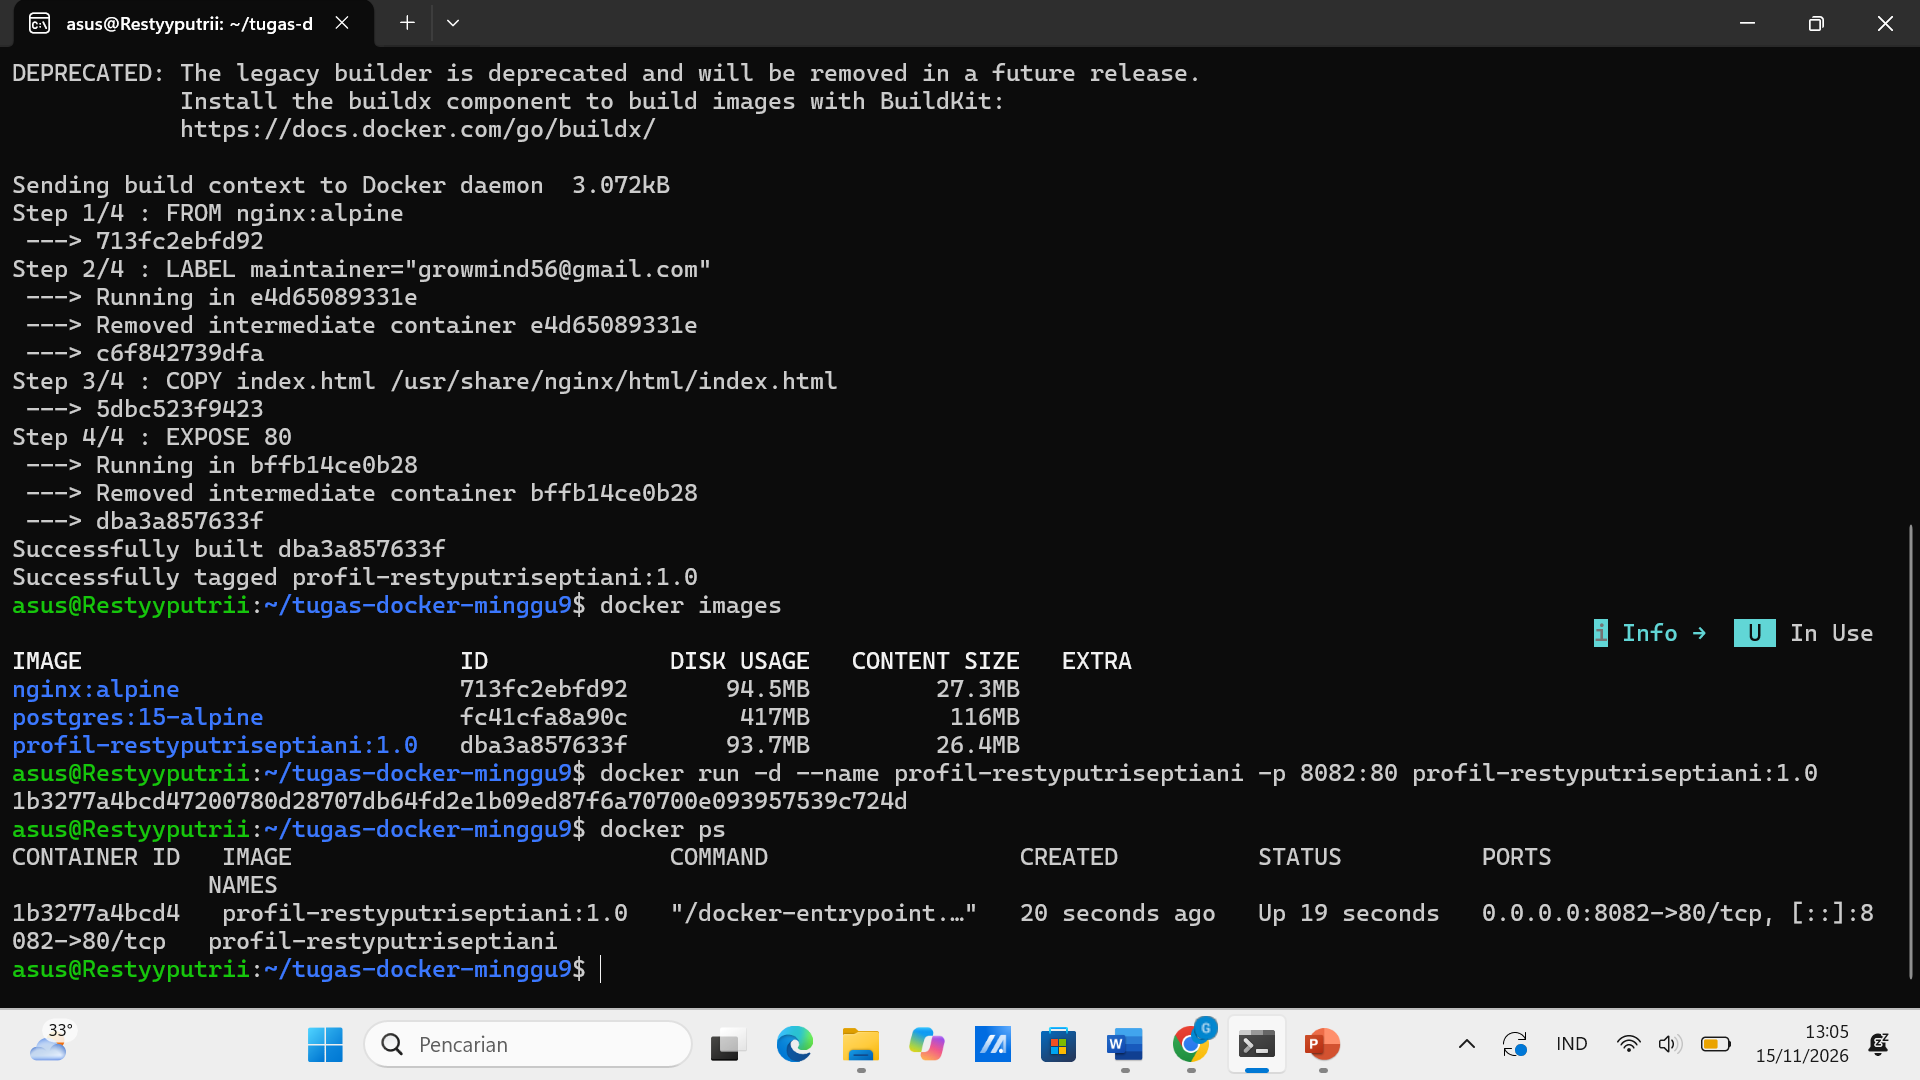 asus@Restyyputrii: ~/tugas-d
DEPRECATED: The legacy builder is deprecated and will be removed in a future release.
Install the buildx component to build images with BuildKit:
https://docs.docker.com/go/buildx/
Sending build context to Docker daemon  3.072kB
Step 1/4 : FROM nginx:alpine
---> 713fc2ebfd92
Step 2/4 : LABEL maintainer="growmind56@gmail.com"
---> Running in e4d65089331e
---> Removed intermediate container e4d65089331e
---> c6f842739dfa
Step 3/4 : COPY index.html /usr/share/nginx/html/index.html
---> 5dbc523f9423
Step 4/4 : EXPOSE 80
---> Running in bffb14ce0b28
---> Removed intermediate container bffb14ce0b28
---> dba3a857633f
Successfully built dba3a857633f
Successfully tagged profil-restyputriseptiani:1.0
asus@Restyyputrii:~/tugas-docker-minggu9$ docker images
i Info → U In Use
IMAGE ID DISK USAGE CONTENT SIZE EXTRA
nginx:alpine 713fc2ebfd92 94.5MB 27.3MB
postgres:15-alpine fc41cfa8a90c 417MB 116MB
profil-restyputriseptiani:1.0 dba3a857633f 93.7MB 26.4MB
asus@Restyyputrii:~/tugas-docker-minggu9$ docker run -d --name profil-restyputriseptiani -p 8082:80 profil-restyputriseptiani:1.0
1b3277a4bcd47200780d28707db64fd2e1b09ed87f6a70700e093957539c724d
asus@Restyyputrii:~/tugas-docker-minggu9$ docker ps
CONTAINER ID IMAGE COMMAND CREATED STATUS PORTS
NAMES
1b3277a4bcd4 profil-restyputriseptiani:1.0 "/docker-entrypoint.…" 20 seconds ago Up 19 seconds 0.0.0.0:8082->80/tcp, [::]:8
082->80/tcp profil-restyputriseptiani
asus@Restyyputrii:~/tugas-docker-minggu9$
33°
Pencarian
IND
13:05
15/11/2026